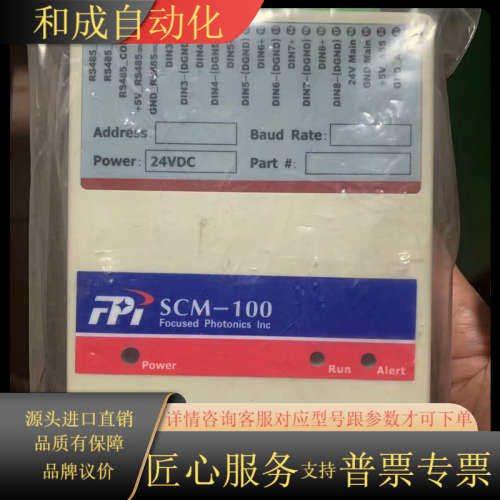 和成自动化
RS485_
RS485_
RS485_CO
+5V_RS485
GND_RS485
DIN3
DIN3-(DGND)
DIN4
DIN4-(DGND)
DIN5
DIN5-(DGND)
DIN6+
DIN6-(DGND)
DIN7+
DIN7-(DGND)
DIN8+
DIN8-(DGND)
24V Main
GND Main
Address:
Baud Rate:
Power: 24VDC
Part #:
FPI SCM-100
Focused Photonics Inc
Power
Run
Alert
源头进口直销
品质有保障
品牌议价
详情咨询客服对应型号跟参数才可下单
匠心服务支持普票专票